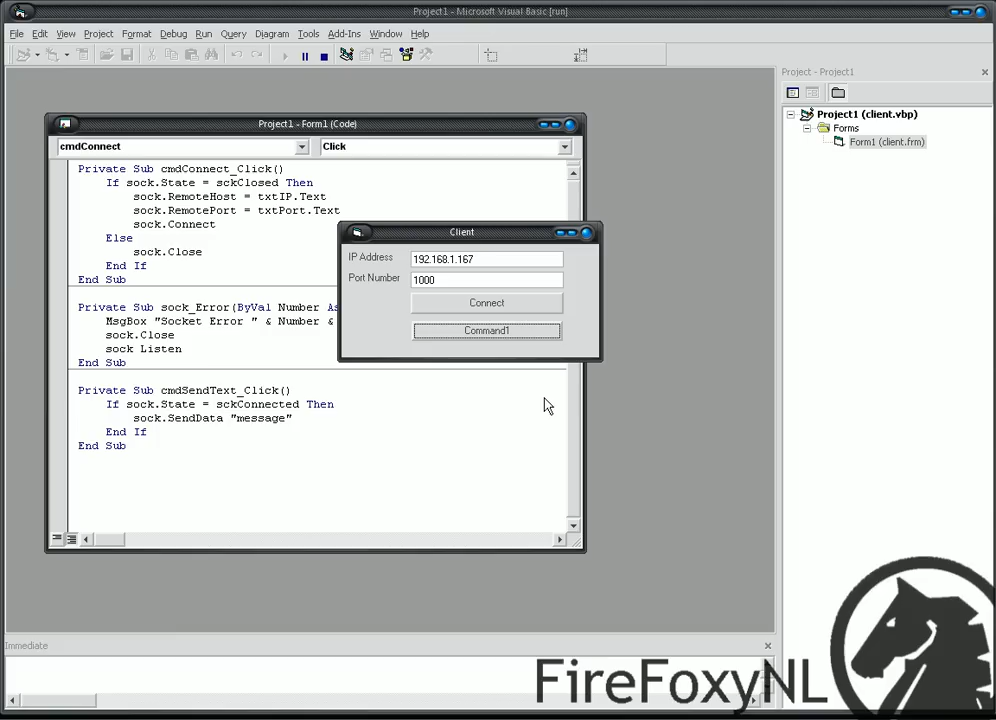 Project1 - Microsoft Visual Basic [run]
File Edit View Project Format Debug Run Query Diagram Tools Add-Ins Window Help
Project - Project1
Project1 (client.vbp)
Forms
Form1 (client.frm)
Project1 - Form1 (Code)
cmdConnect Click
Private Sub cmdConnect_Click()
If sock.State = sckClosed Then
sock.RemoteHost = txtIP.Text
sock.RemotePort = txtPort.Text
sock.Connect
Else
sock.Close
End If
End Sub
Private Sub sock_Error(ByVal Number As
MsgBox "Socket Error " & Number &
sock.Close
sock Listen
End Sub
Private Sub cmdSendText_Click()
If sock.State = sckConnected Then
sock.SendData "message"
End If
End Sub
Client
IP Address 192.168.1.167
Port Number 1000
Connect
Command1
Immediate
FireFoxyNL